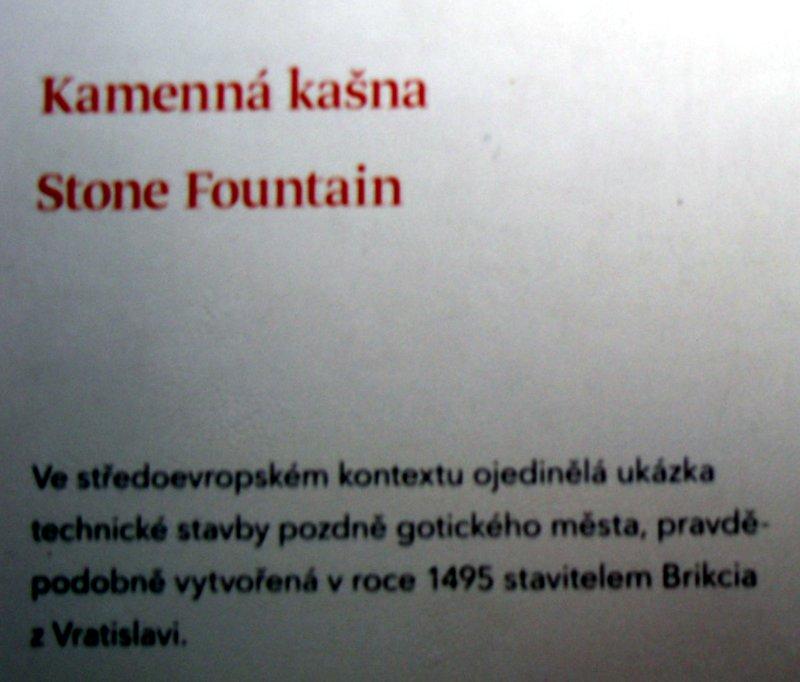 Kamenná kašna
Stone Fountain
Ve středoevropském kontextu ojedinělá ukázka
technické stavby pozdně gotického města, pravdě-
podobně vytvořená v roce 1495 stavitelem Brikcia
z Vratislavi.